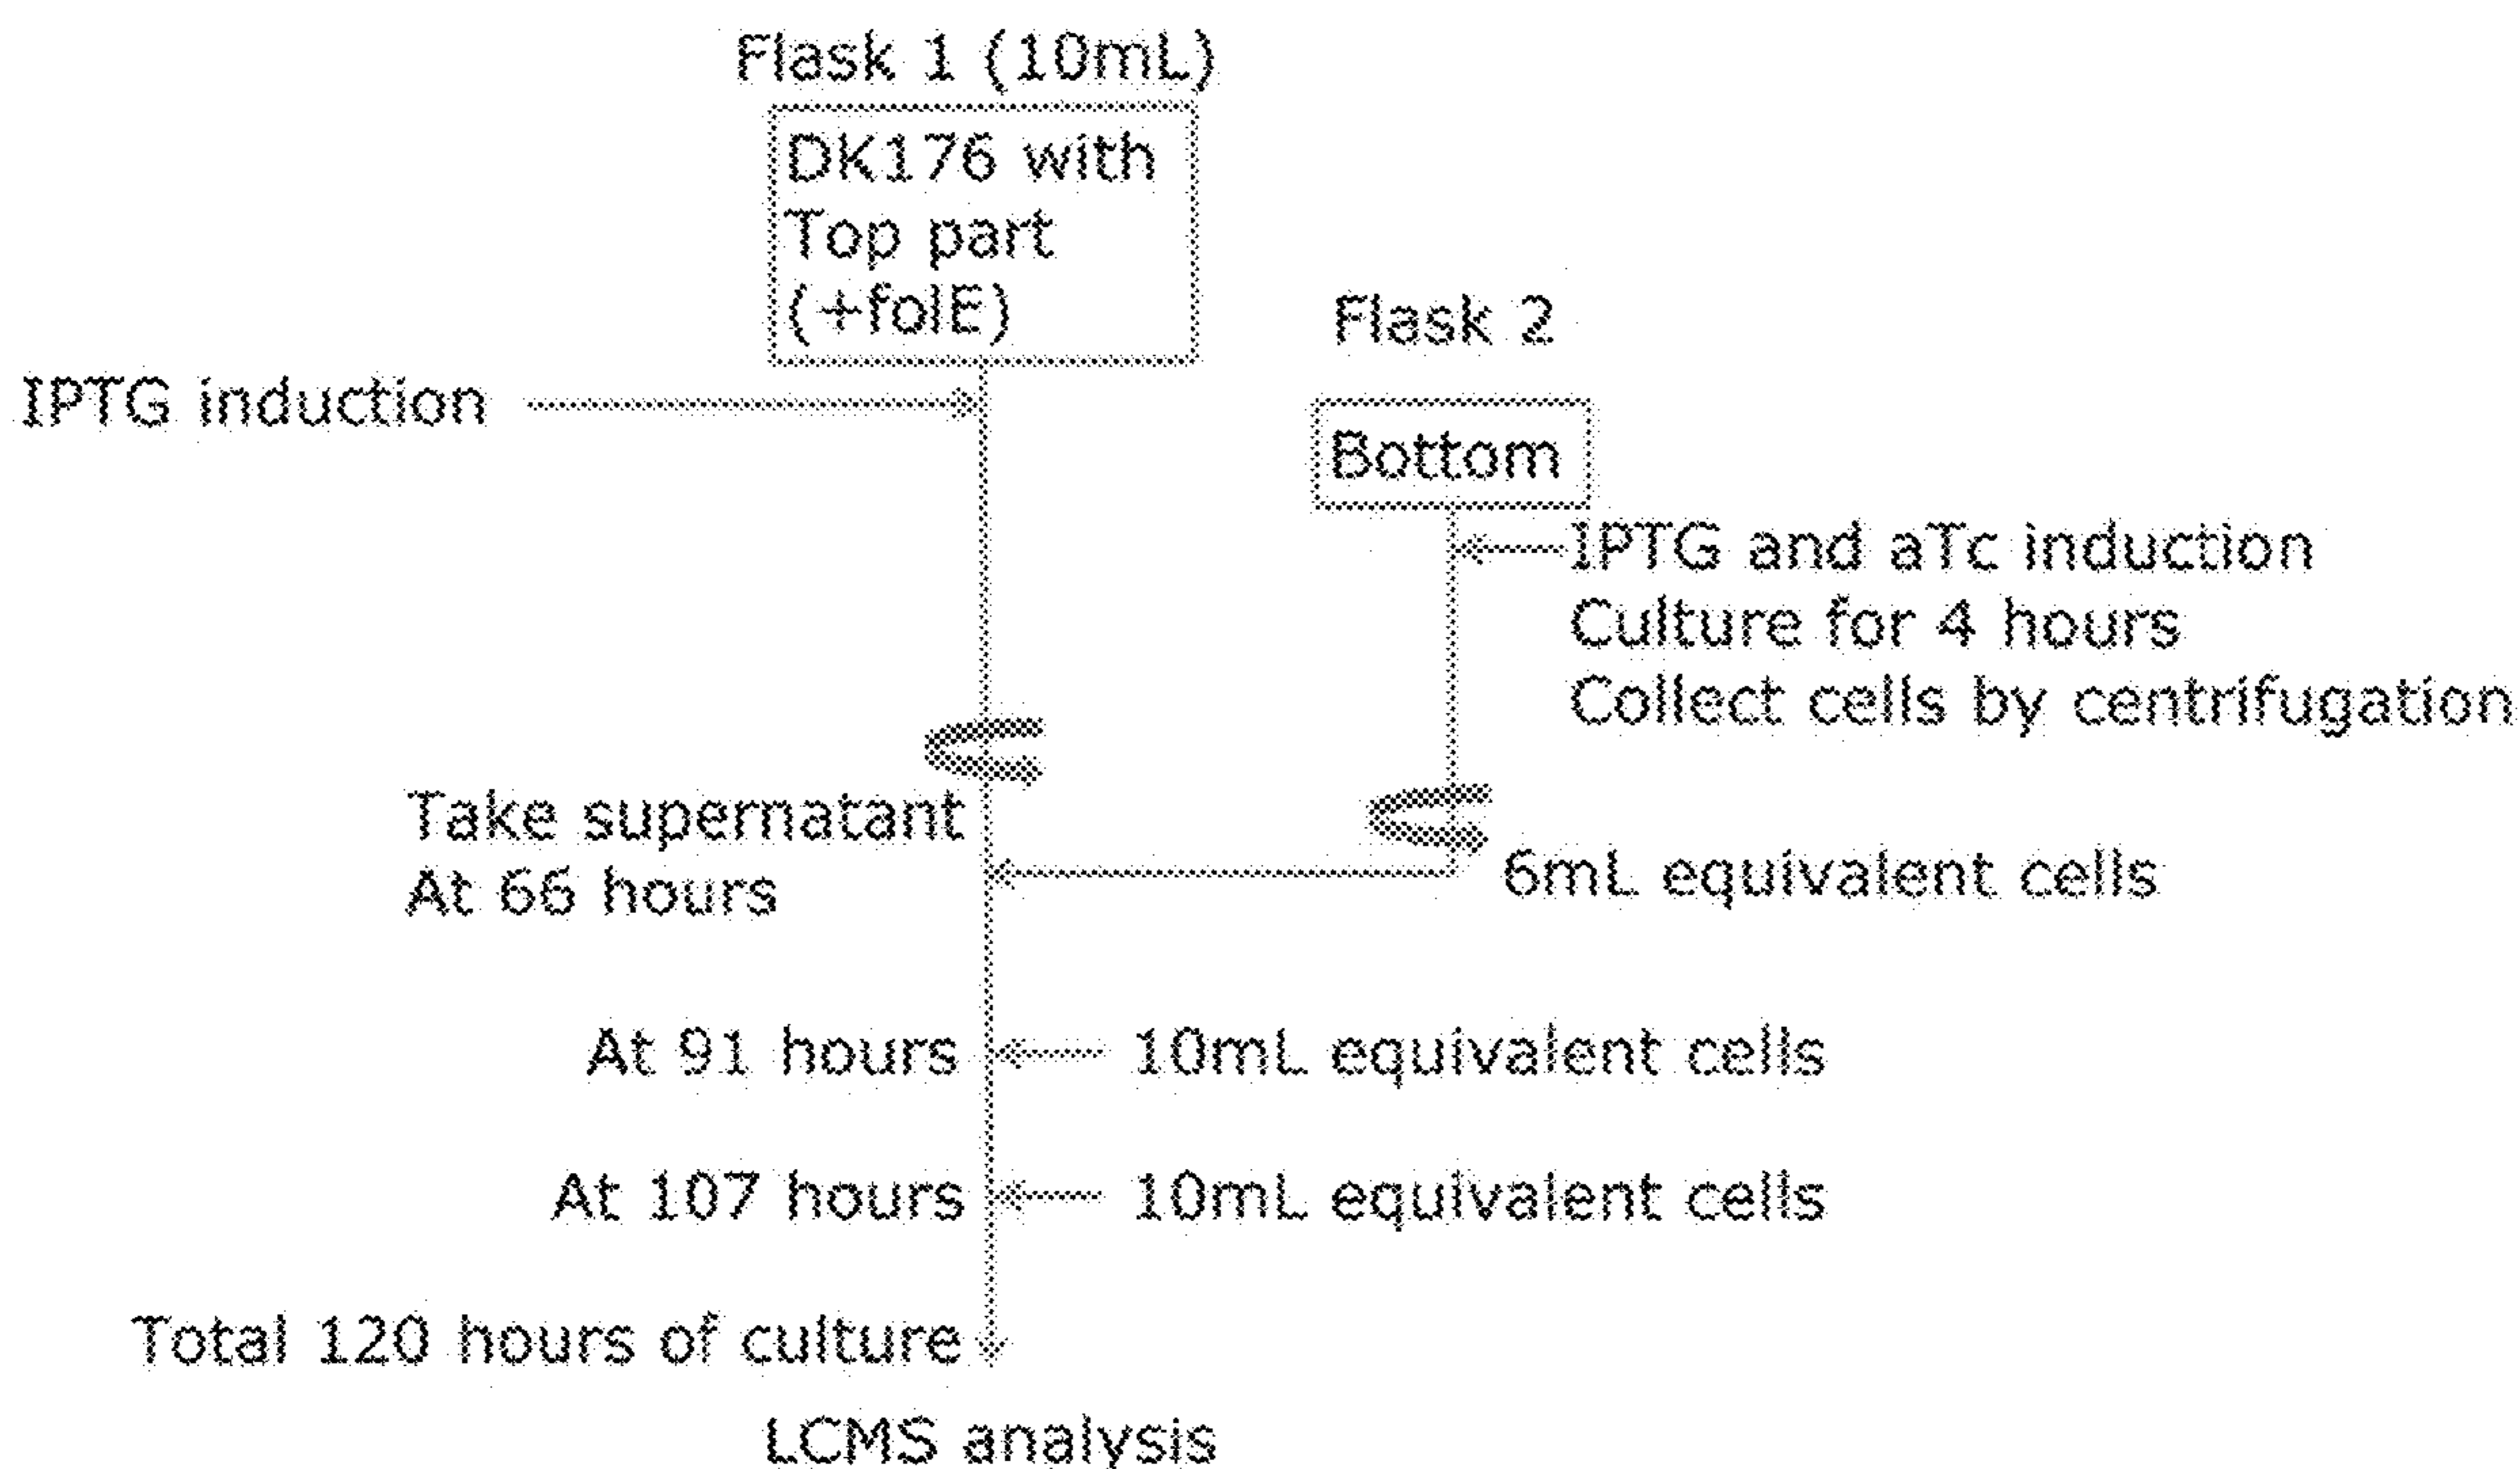 Flask 1 (10mL)
DK176 with
Top part
(+folE)
Flask 2
IPTG induction
Bottom
IPTG and aTc induction
Culture for 4 hours
Collect cells by centrifugation
Take supernatant
At 66 hours
6mL equivalent cells
At 91 hours
10mL equivalent cells
At 107 hours
10mL equivalent cells
Total 120 hours of culture
LCMS analysis